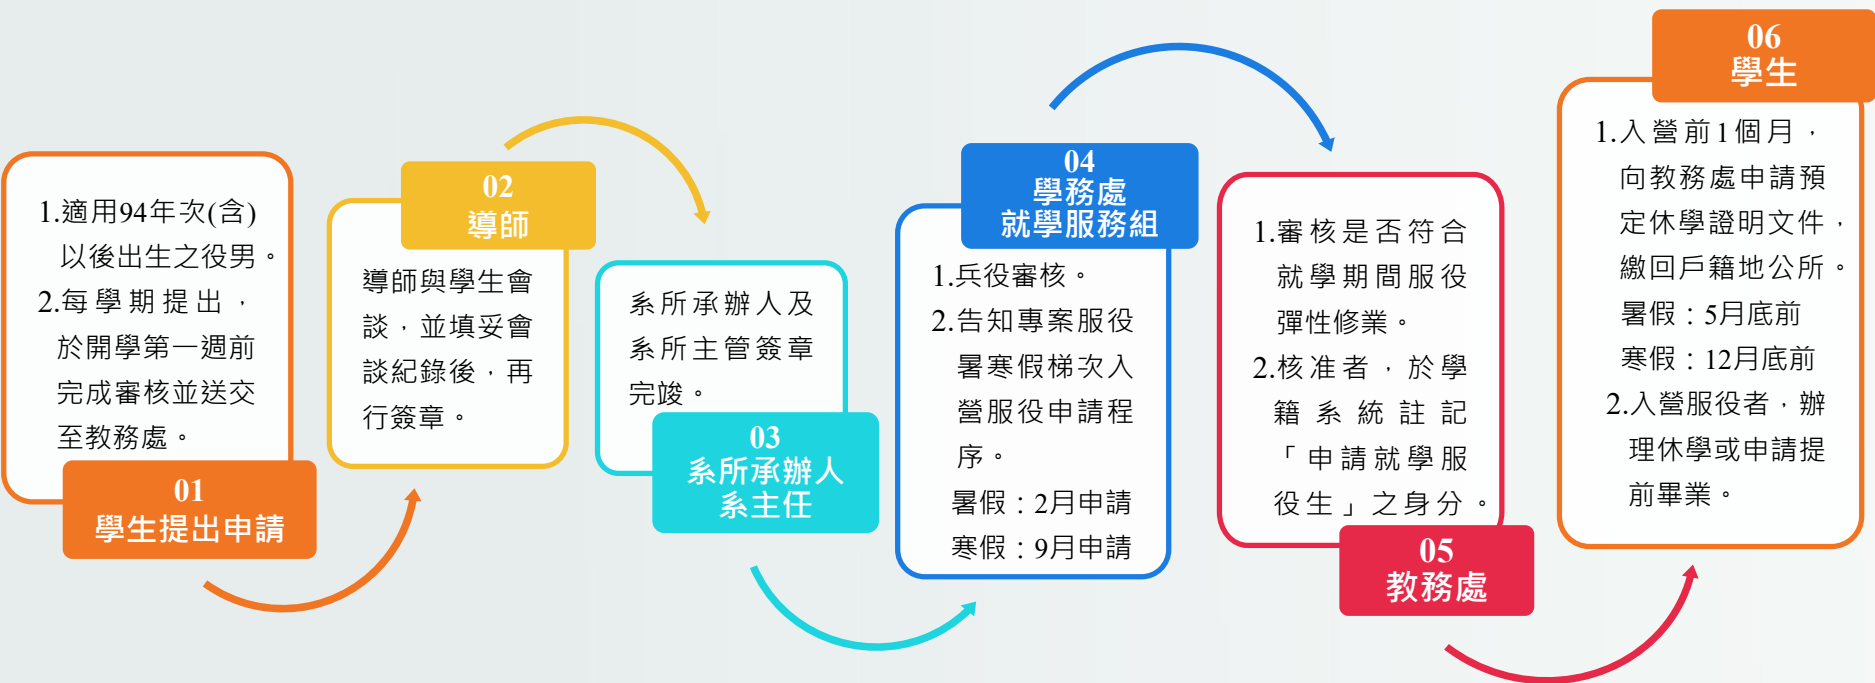 1.適用94年次(含)
以後出生之役男。
2.每學期提出，
於開學第一週前
完成審核並送交
至教務處。
01
學生提出申請
02
導師
導師與學生會
談，並填妥會
談紀錄後，再
行簽章。
系所承辦人及
系所主管簽章
完竣。
03
系所承辦人
系主任
04
學務處
就學服務組
1.兵役審核。
2.告知專案服役
暑寒假梯次入
營服役申請程
序。
暑假：2月申請
寒假：9月申請
1.審核是否符合
就學期間服役
彈性修業。
2.核准者，於學
籍系統註記
「申請就學服
役生」之身分。
05
教務處
06
學生
1.入營前1個月，
向教務處申請預
定休學證明文件，
繳回戶籍地公所。
暑假：5月底前
寒假：12月底前
2.入營服役者，辦
理休學或申請提
前畢業。